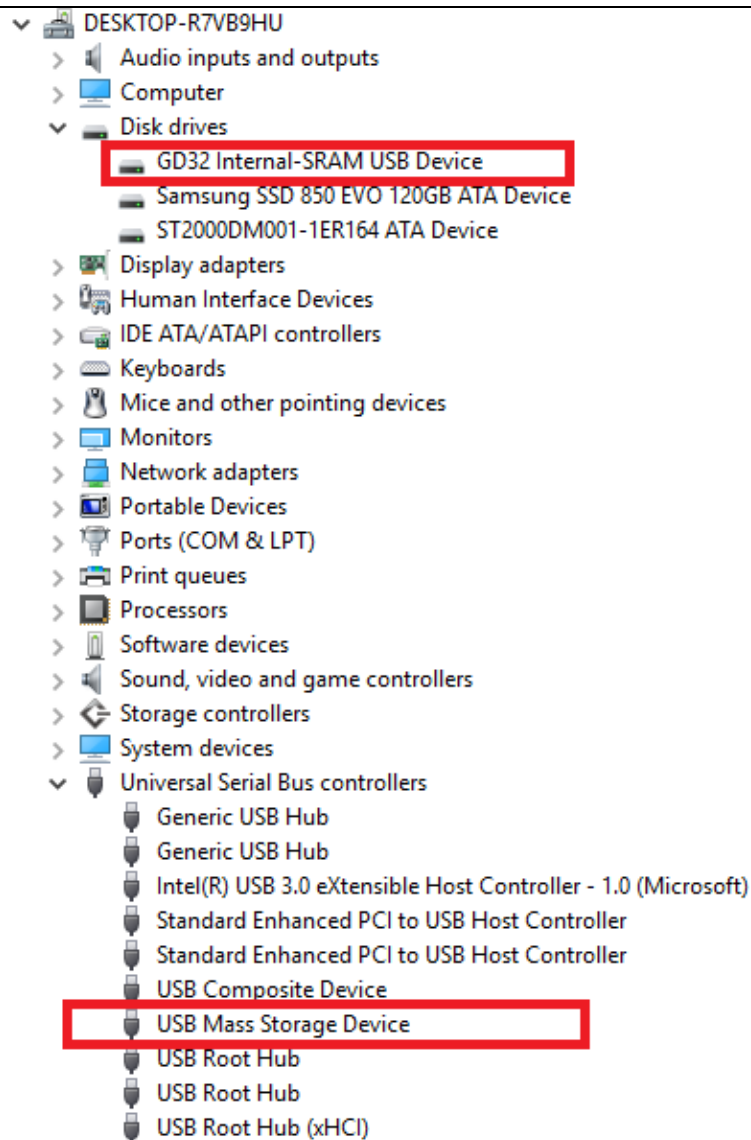 DESKTOP-R7VB9HU
Audio inputs and outputs
Computer
Disk drives
GD32 Internal-SRAM USB Device
Samsung SSD 850 EVO 120GB ATA Device
ST2000DM001-1ER164 ATA Device
Display adapters
Human Interface Devices
IDE ATA/ATAPI controllers
Keyboards
Mice and other pointing devices
Monitors
Network adapters
Portable Devices
Ports (COM & LPT)
Print queues
Processors
Software devices
Sound, video and game controllers
Storage controllers
System devices
Universal Serial Bus controllers
Generic USB Hub
Generic USB Hub
Intel(R) USB 3.0 eXtensible Host Controller - 1.0 (Microsoft)
Standard Enhanced PCI to USB Host Controller
Standard Enhanced PCI to USB Host Controller
USB Composite Device
USB Mass Storage Device
USB Root Hub
USB Root Hub
USB Root Hub (xHCI)